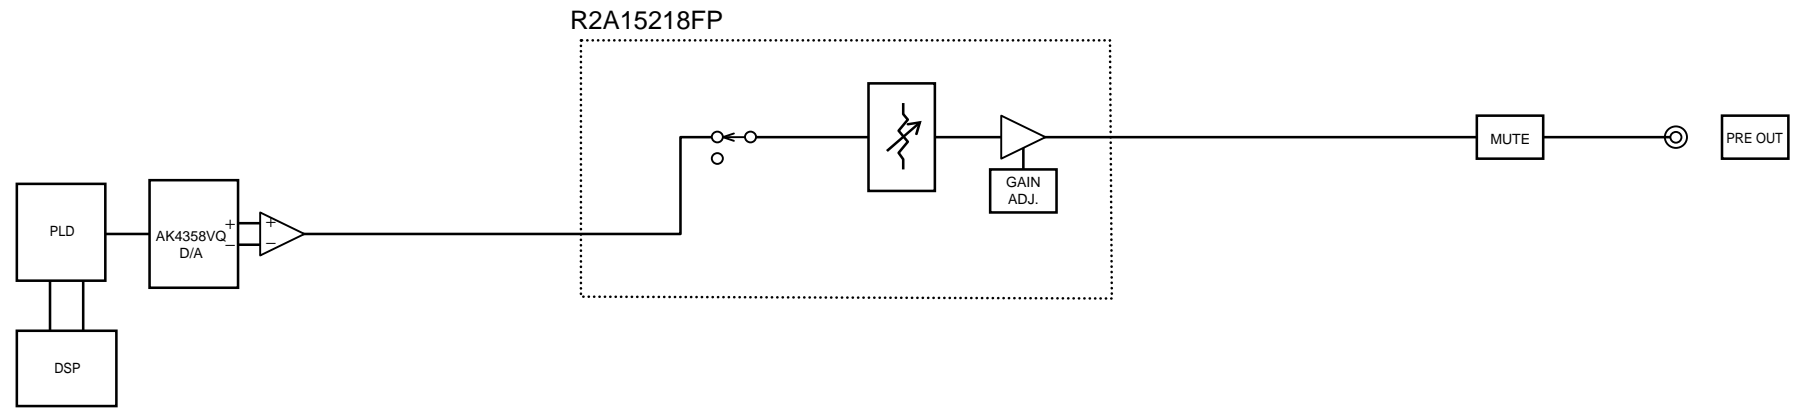 R2A15218FP
MUTE
PRE OUT
GAIN
ADJ.
PLD
AK4358VQ
D/A
+
−
+
−
DSP